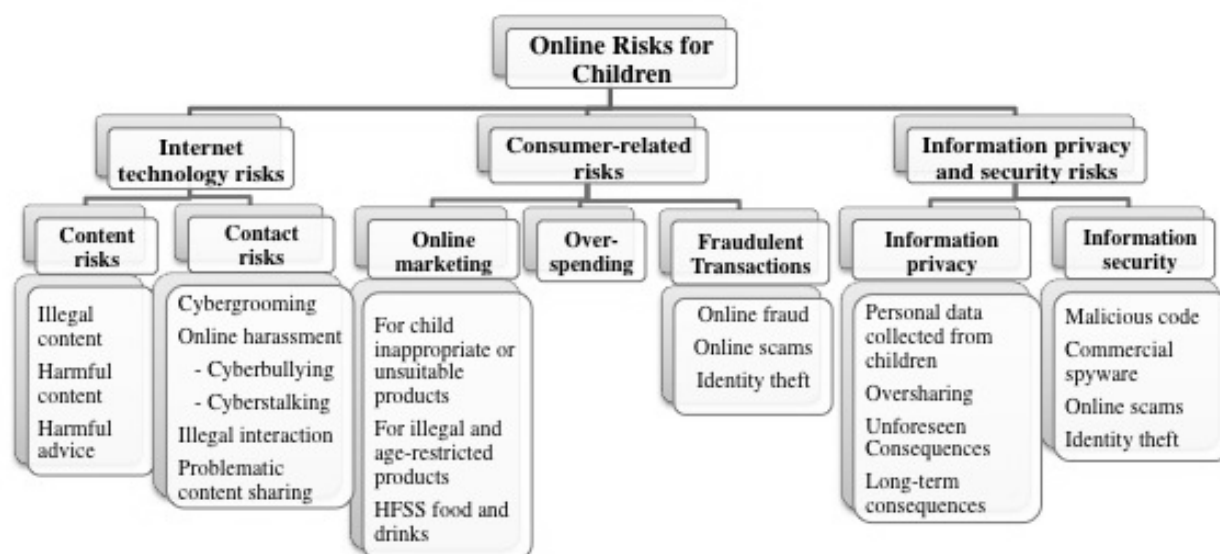 Online Risks for
Children
Internet
technology risks
Consumer-related
risks
Information privacy
and security risks
Content
risks
Contact
risks
Online
marketing
Over-
spending
Fraudulent
Transactions
Information
privacy
Information
security
Illegal
content
Harmful
content
Harmful
advice
Cybergrooming
Online harassment
- Cyberbullying
- Cyberstalking
Illegal interaction
Problematic
content sharing
For child
inappropriate or
unsuitable
products
For illegal and
age-restricted
products
HFSS food and
drinks
Online fraud
Online scams
Identity theft
Personal data
collected from
children
Oversharing
Unforeseen
Consequences
Long-term
consequences
Malicious code
Commercial
spyware
Online scams
Identity theft